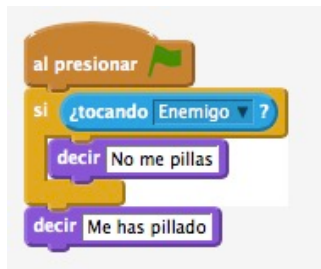 al presionar
si ¿tocando Enemigo ?
decir No me pillas
decir Me has pillado